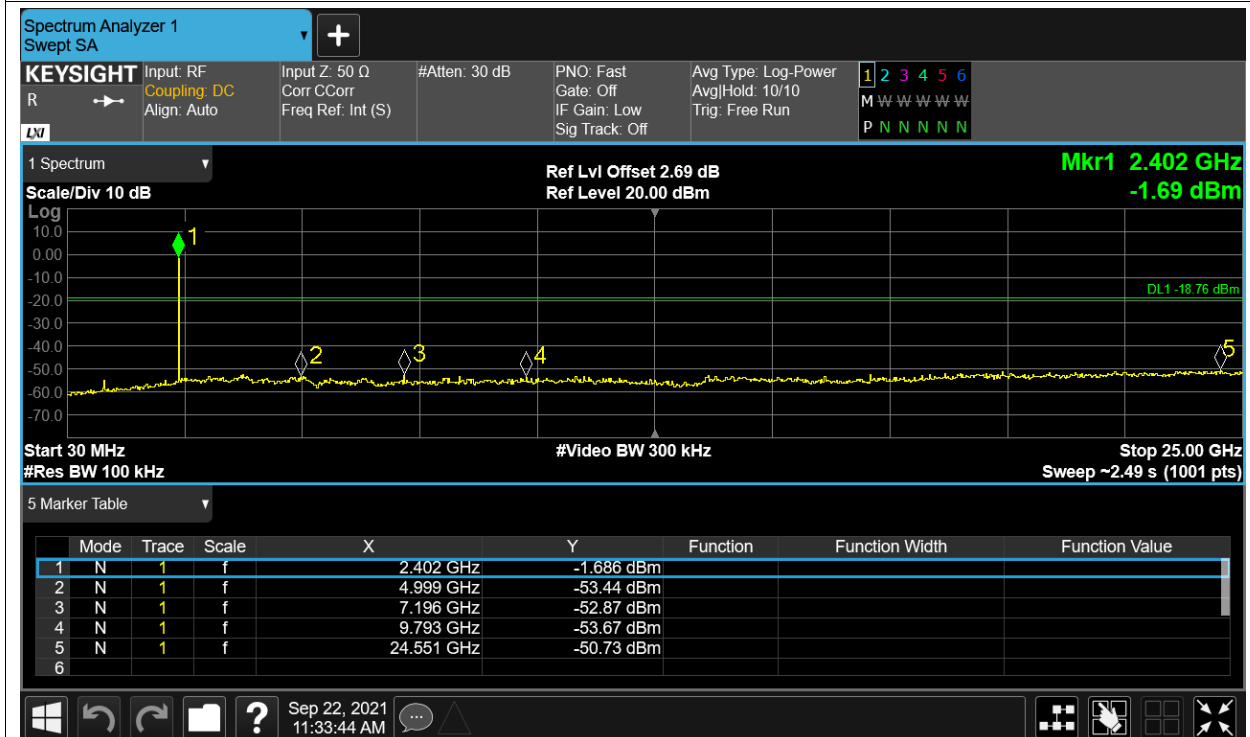 Spectrum Analyzer 1
Swept SA
+
KEYSIGHT
R
LXI
Input: RF
Coupling: DC
Align: Auto
Input Z: 50 Ω
Corr CCorr
Freq Ref: Int (S)
#Atten: 30 dB
PNO: Fast
Gate: Off
IF Gain: Low
Sig Track: Off
Avg Type: Log-Power
Avg|Hold: 10/10
Trig: Free Run
1 2 3 4 5 6
M W W W W W
P N N N N N
1 Spectrum
Scale/Div 10 dB
Ref Lvl Offset 2.69 dB
Ref Level 20.00 dBm
Mkr1 2.402 GHz
-1.69 dBm
Log
10.0
0.00
-10.0
-20.0
-30.0
-40.0
-50.0
-60.0
-70.0
1
2
3
4
5
DL1 -18.76 dBm
Start 30 MHz
#Video BW 300 kHz
Stop 25.00 GHz
#Res BW 100 kHz
Sweep ~2.49 s (1001 pts)
5 Marker Table
Mode Trace Scale X Y Function Function Width Function Value
1 N 1 f 2.402 GHz -1.686 dBm
2 N 1 f 4.999 GHz -53.44 dBm
3 N 1 f 7.196 GHz -52.87 dBm
4 N 1 f 9.793 GHz -53.67 dBm
5 N 1 f 24.551 GHz -50.73 dBm
6
?
Sep 22, 2021
11:33:44 AM